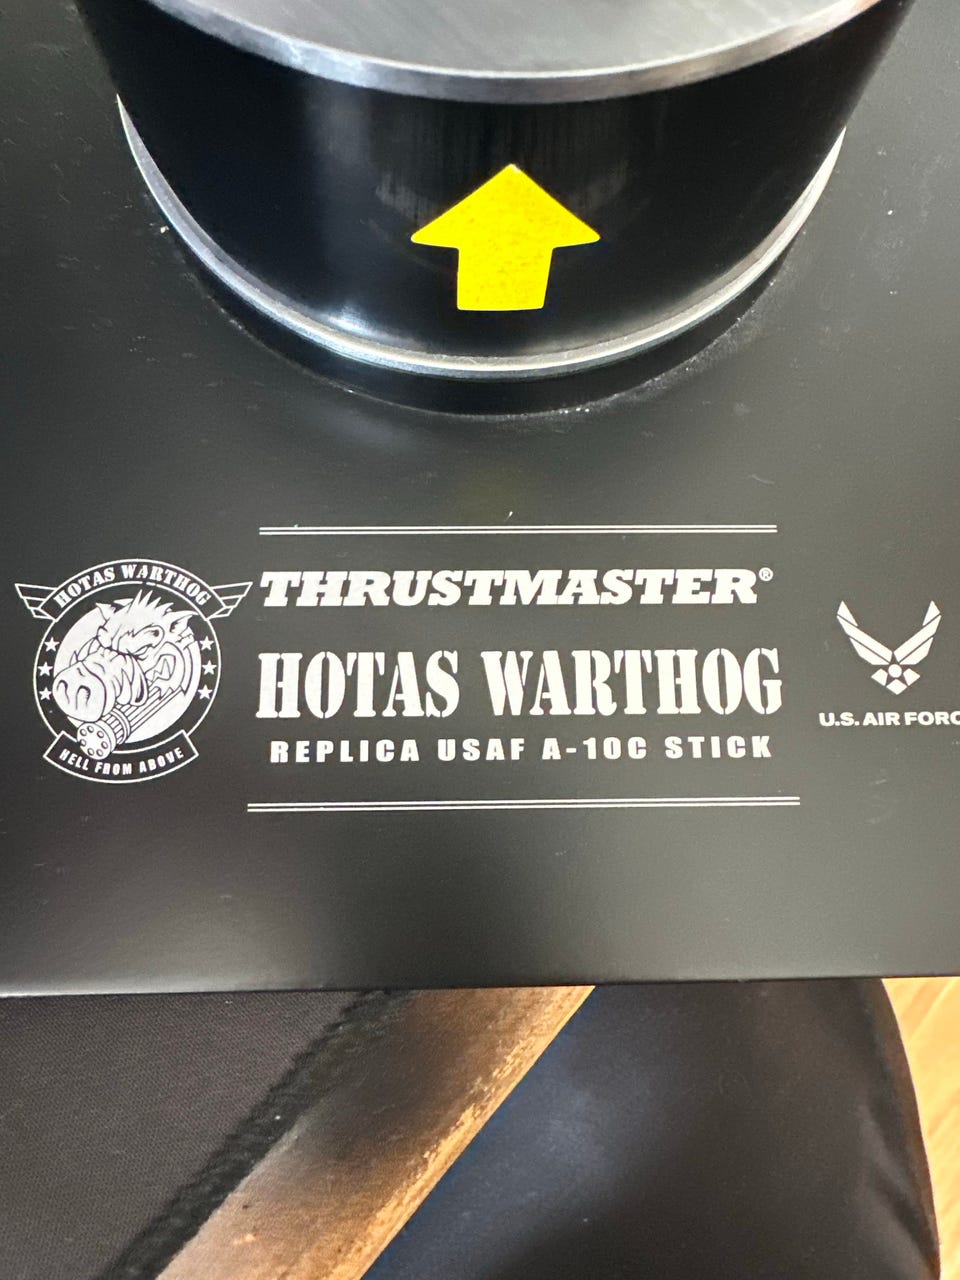 HOTAS WARTHOG
HELL FROM ABOVE
THRUSTMASTER®
HOTAS WARTHOG
REPLICA USAF A-10C STICK
U.S. AIR FORC